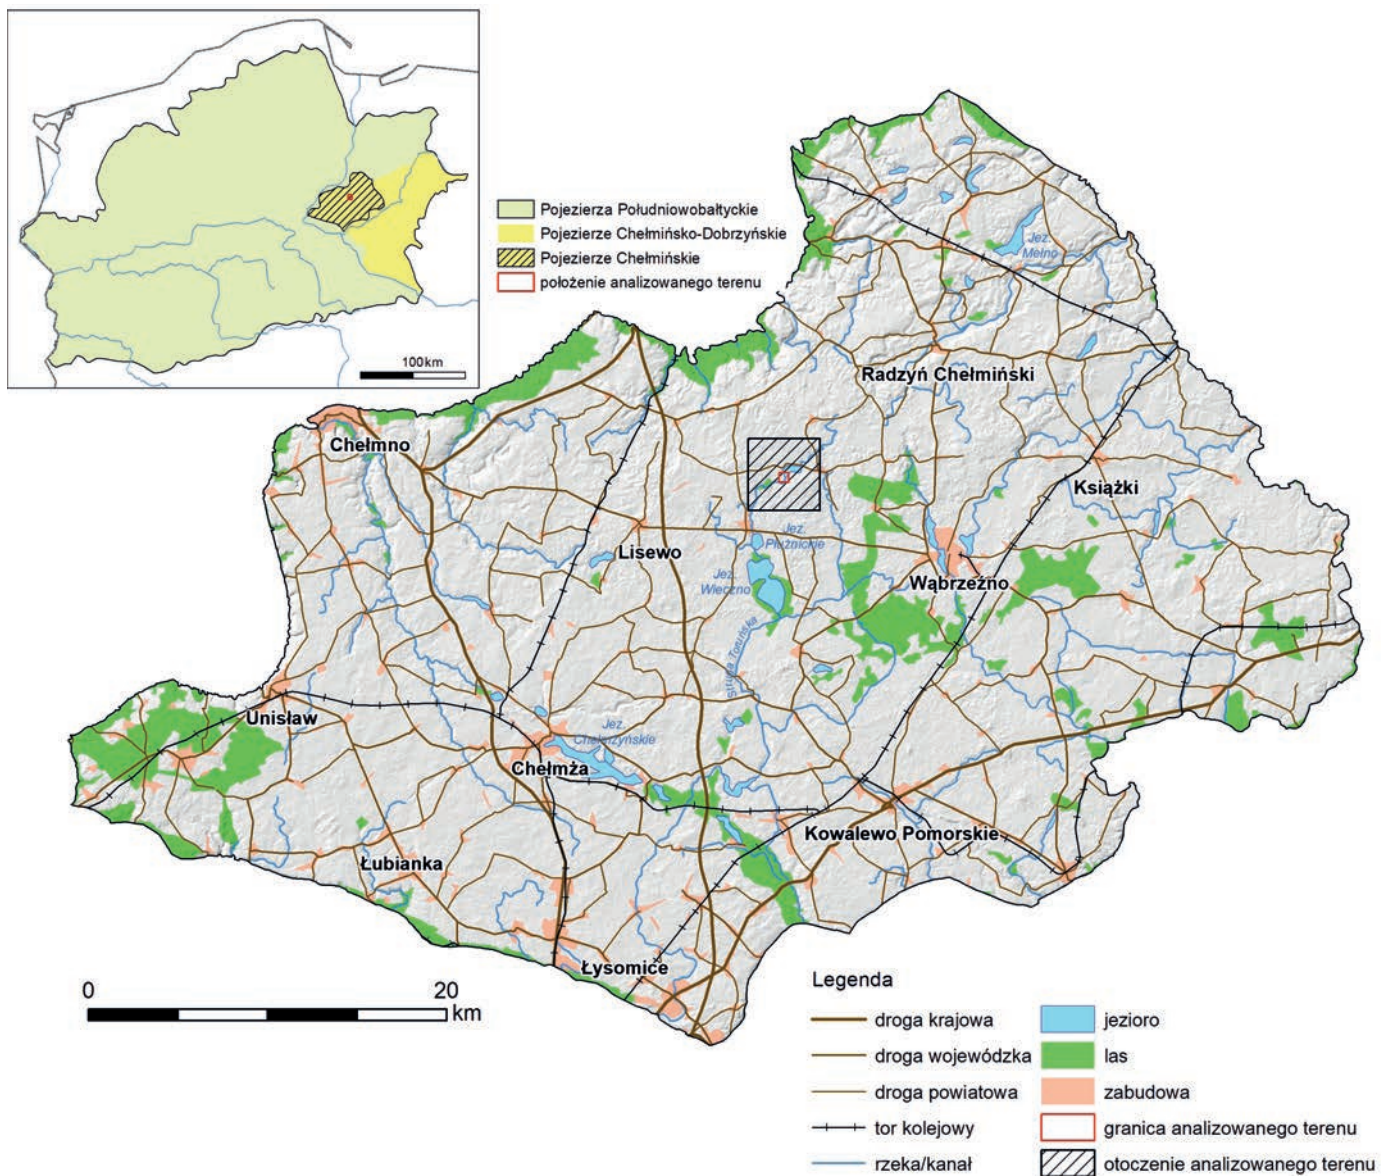 100km
Pojezierza Południowobałtyckie
Pojezierze Chełmińsko-Dobrzyńskie
Pojezierze Chełmińskie
położenie analizowanego terenu
Jez.
Mełno
Radzyń Chełmiński
Chełmno
Książki
Jez.
Płużnickie
Lisewo
Jez.
Wieczno
Wąbrzeźno
Struga Toruńska
Unisław
Jez.
Chełmżyńskie
Chełmża
Kowalewo Pomorskie
Łubianka
Łysomice
0 20
km
Legenda
droga krajowa
droga wojewódzka
droga powiatowa
tor kolejowy
rzeka/kanał
jezioro
las
zabudowa
granica analizowanego terenu
otoczenie analizowanego terenu